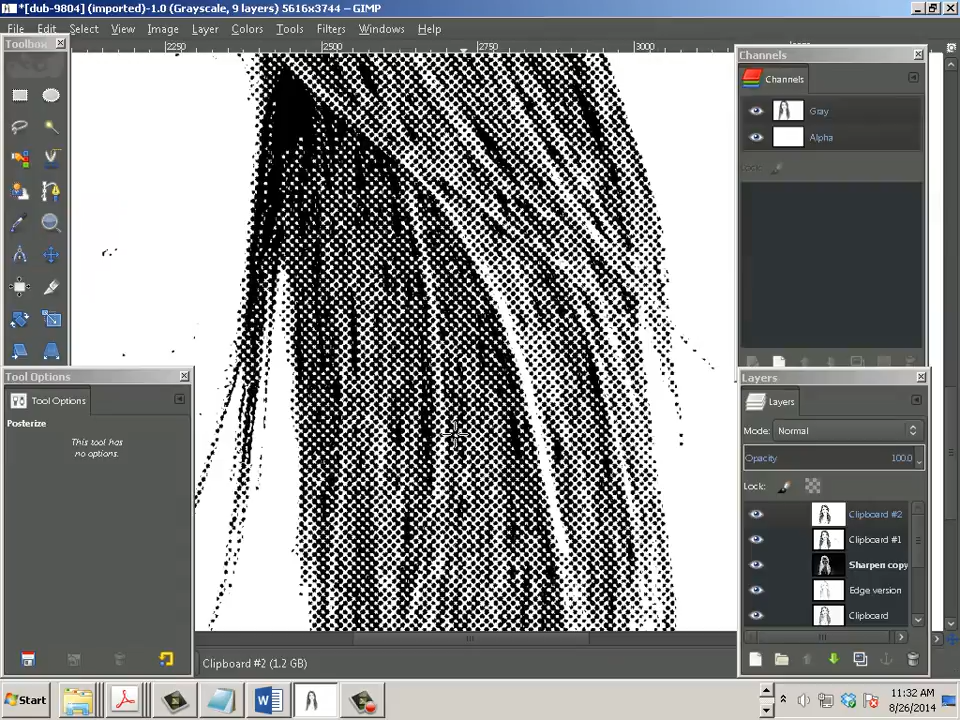 *[dub-9804] (imported)-1.0 (Grayscale, 9 layers) 5616x3744 – GIMP
File Edit Select View Image Layer Colors Tools Filters Windows Help
Toolbox
2250 2500 2750 3000
Channels
Channels
Gray
Alpha
Lock:
Tool Options
Tool Options
Posterize
This tool has
no options.
Layers
Layers
Mode: Normal
Opacity 100.0
Lock:
Clipboard #2
Clipboard #1
Sharpen copy
Edge version
Clipboard
Clipboard #2 (1.2 GB)
Start
11:32 AM
8/26/2014